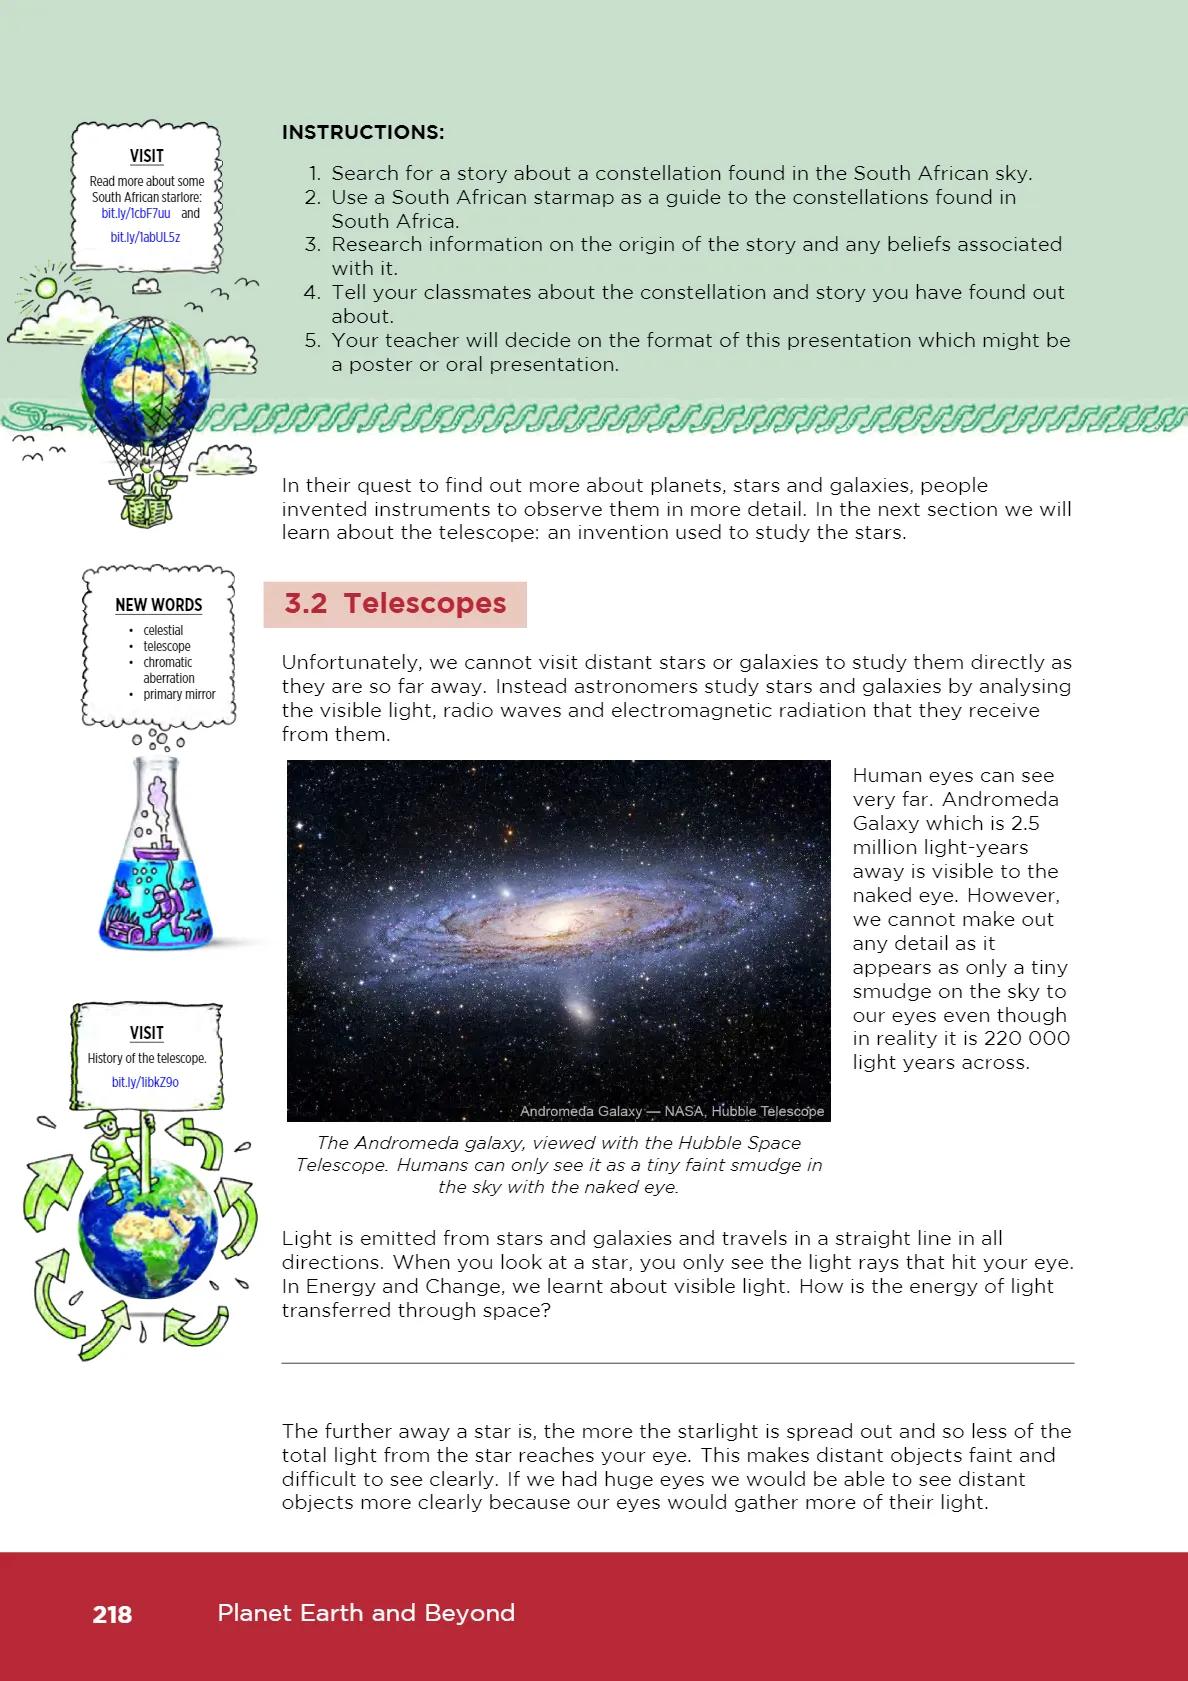 VISIT
Read more about some
South African starlore:
bit.ly/1cbF7uu and
bit.ly/1abUL5z
INSTRUCTIONS:
1. Search for a story about a constellation found in the South African sky.
2. Use a South African starmap as a guide to the constellations found in
South Africa.
3. Research information on the origin of the story and any beliefs associated
with it.
4. Tell your classmates about the constellation and story you have found out
about.
5. Your teacher will decide on the format of this presentation which might be
a poster or oral presentation.
In their quest to find out more about planets, stars and galaxies, people
invented instruments to observe them in more detail. In the next section we will
learn about the telescope: an invention used to study the stars.
NEW WORDS
• celestial
• telescope
• chromatic
aberration
• primary mirror
3.2 Telescopes
Unfortunately, we cannot visit distant stars or galaxies to study them directly as
they are so far away. Instead astronomers study stars and galaxies by analysing
the visible light, radio waves and electromagnetic radiation that they receive
from them.
Human eyes can see
very far. Andromeda
Galaxy which is 2.5
million light-years
away is visible to the
naked eye. However,
we cannot make out
any detail as it
appears as only a tiny
smudge on the sky to
our eyes even though
in reality it is 220 000
light years across.
Andromeda Galaxy — NASA, Hubble Telescope
The Andromeda galaxy, viewed with the Hubble Space
Telescope. Humans can only see it as a tiny faint smudge in
the sky with the naked eye.
VISIT
History of the telescope.
bit.ly/1ibkZ9o
Light is emitted from stars and galaxies and travels in a straight line in all
directions. When you look at a star, you only see the light rays that hit your eye.
In Energy and Change, we learnt about visible light. How is the energy of light
transferred through space?
The further away a star is, the more the starlight is spread out and so less of the
total light from the star reaches your eye. This makes distant objects faint and
difficult to see clearly. If we had huge eyes we would be able to see distant
objects more clearly because our eyes would gather more of their light.
218 Planet Earth and Beyond